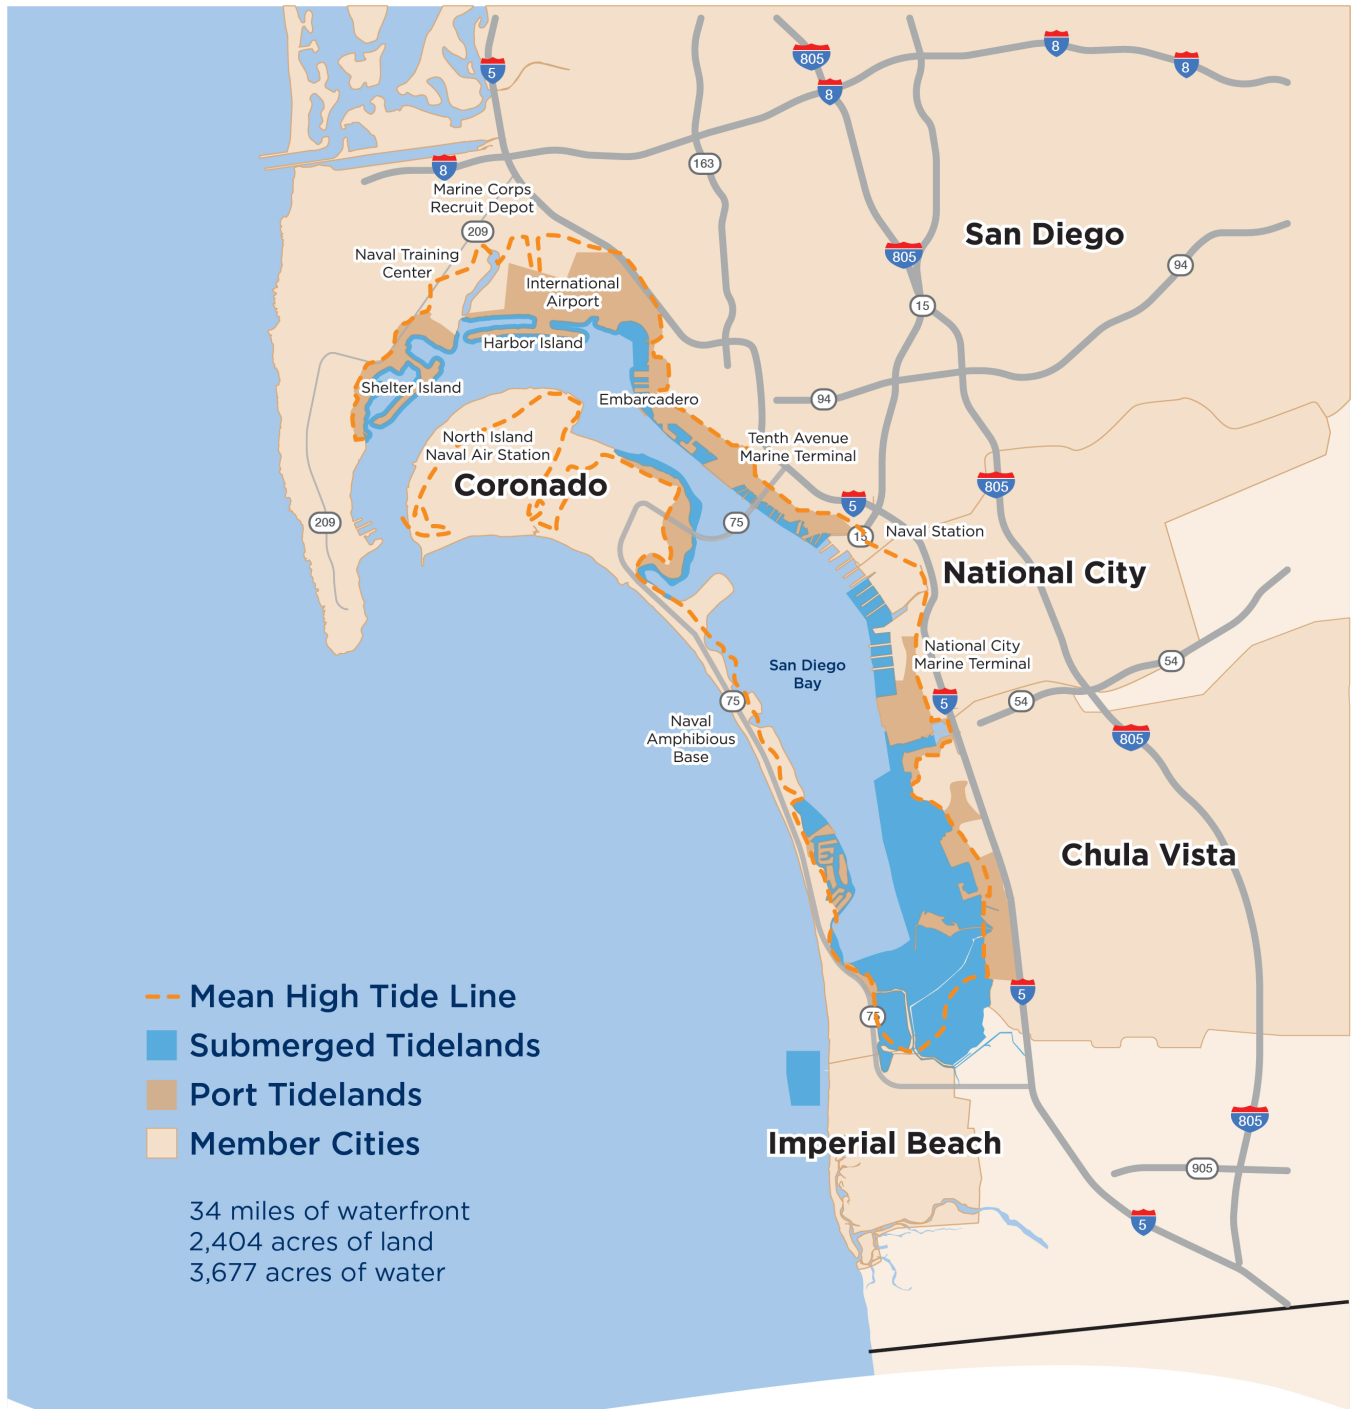 5
805
8
8
8
163
8
Marine Corps
Recruit Depot
209
San Diego
Naval Training
Center
805
94
International
Airport
15
Harbor Island
Shelter Island
Embarcadero
94
North Island
Naval Air Station
Tenth Avenue
Marine Terminal
Coronado
805
5
209
75
15
Naval Station
National City
National City
Marine Terminal
San Diego
Bay
54
75
5
54
Naval
Amphibious
Base
805
Chula Vista
Mean High Tide Line
5
75
Submerged Tidelands
Port Tidelands
805
Member Cities
Imperial Beach
905
34 miles of waterfront
5
2,404 acres of land
3,677 acres of water